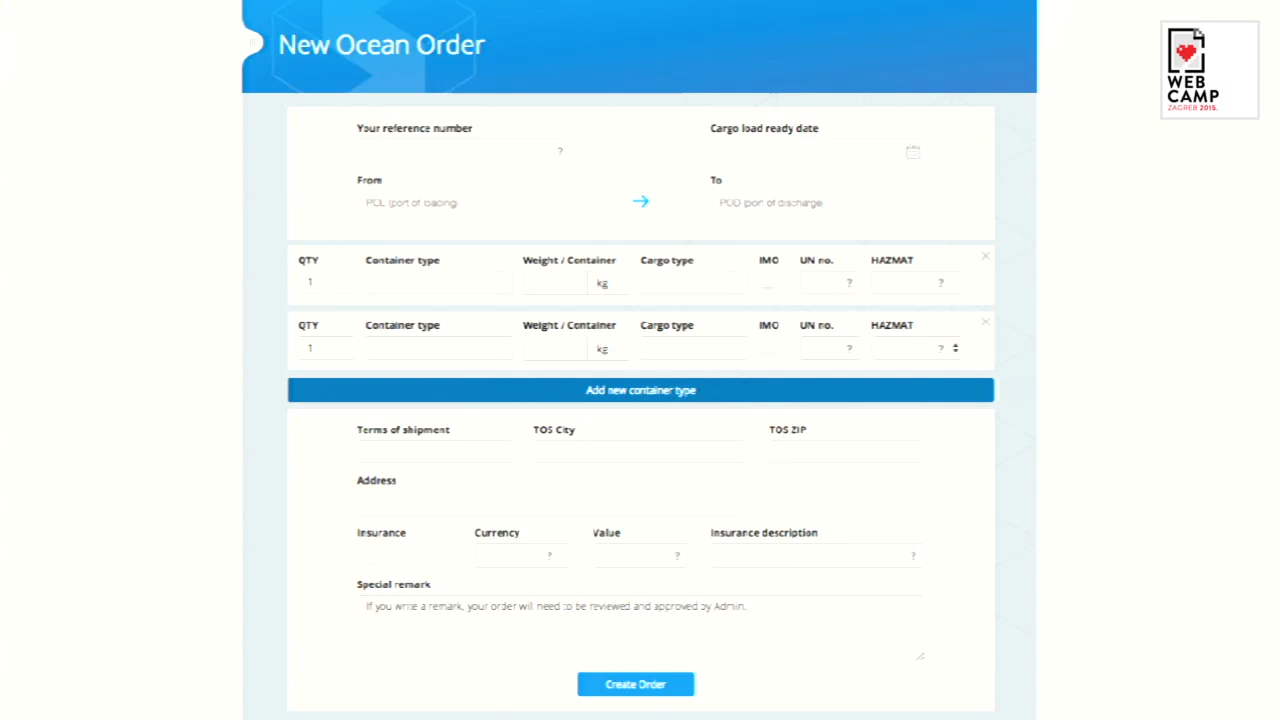 New Ocean Order
WEB
CAMP
ZAGREB 2015.
Your reference number
Cargo load ready date
?
From
To
POL (port of loading)
POD (port of discharge
QTY Container type Weight / Container Cargo type IMO UN no. HAZMAT
1 kg ? ?
QTY Container type Weight / Container Cargo type IMO UN no. HAZMAT
1 kg ? ?
Add new container type
Terms of shipment TOS City TOS ZIP
Address
Insurance Currency Value Insurance description
? ? ?
Special remark
If you write a remark, your order will need to be reviewed and approved by Admin.
Create Order